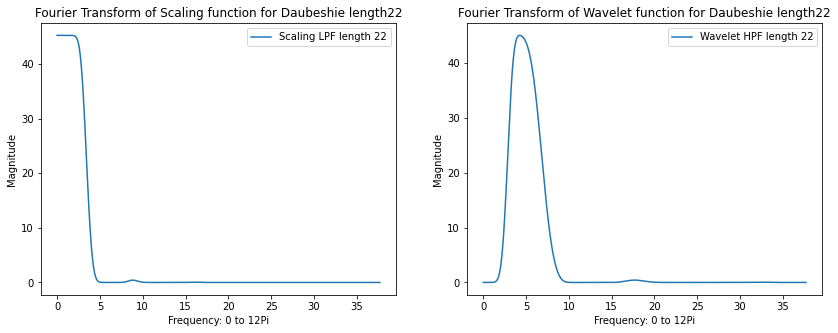 Fourier Transform of Scaling function for Daubeshie length22
Scaling LPF length 22
Magnitude
40
30
20
10
0
0 5 10 15 20 25 30 35
Frequency: 0 to 12Pi
Fourier Transform of Wavelet function for Daubeshie length22
Wavelet HPF length 22
Magnitude
40
30
20
10
0
0 5 10 15 20 25 30 35
Frequency: 0 to 12Pi